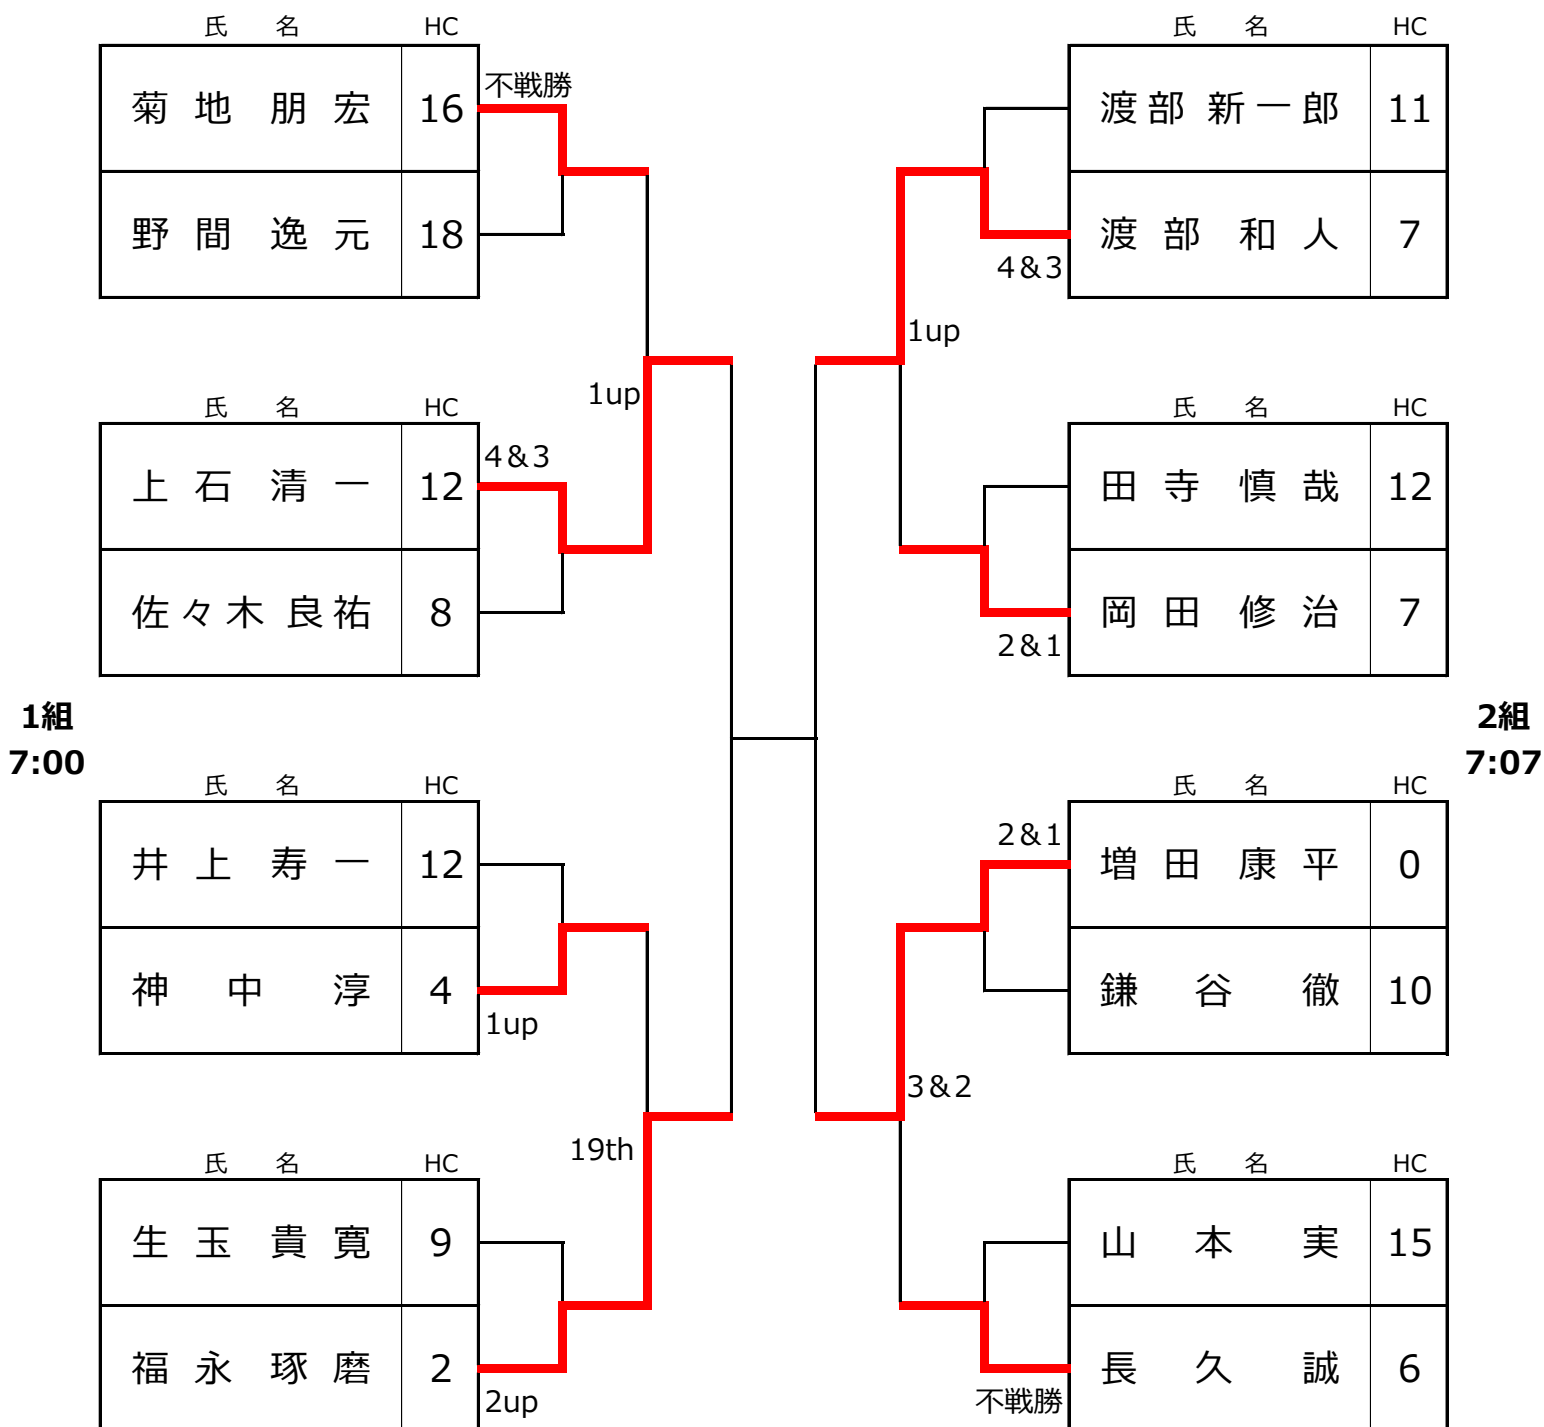 氏 名 HC
菊地 朋宏 16
不戦勝
野間 逸元 18
氏 名 HC
上石 清一 12
4&3
佐々木 良祐 8
1up
1組
7:00
氏 名 HC
井上 寿一 12
神中 淳 4
1up
19th
氏 名 HC
生玉 貴寛 9
福永 琢磨 2
2up
氏 名 HC
渡部 新一郎 11
渡部 和人 7
4&3
1up
氏 名 HC
田寺 慎哉 12
岡田 修治 7
2&1
2組
7:07
氏 名 HC
2&1
増田 康平 0
鎌谷 徹 10
3&2
氏 名 HC
山本 実 15
長久 誠 6
不戦勝